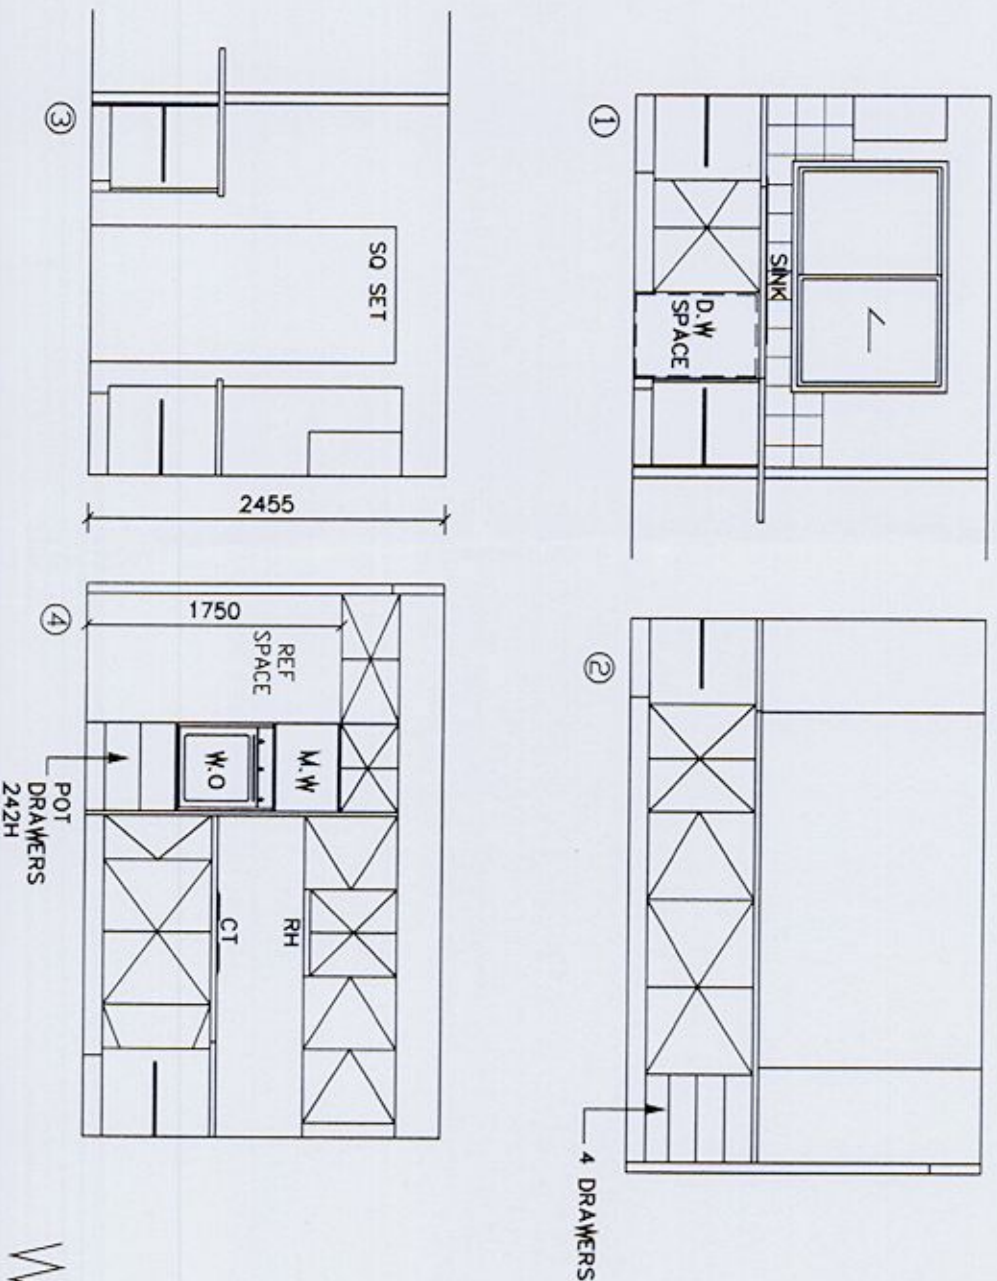 ①
SINK
D.W
SPACE
②
4 DRAWERS
③
SQ SET
2455
④
1750
REF
SPACE
M.W
W.O
POT
DRAWERS
242H
RH
CT